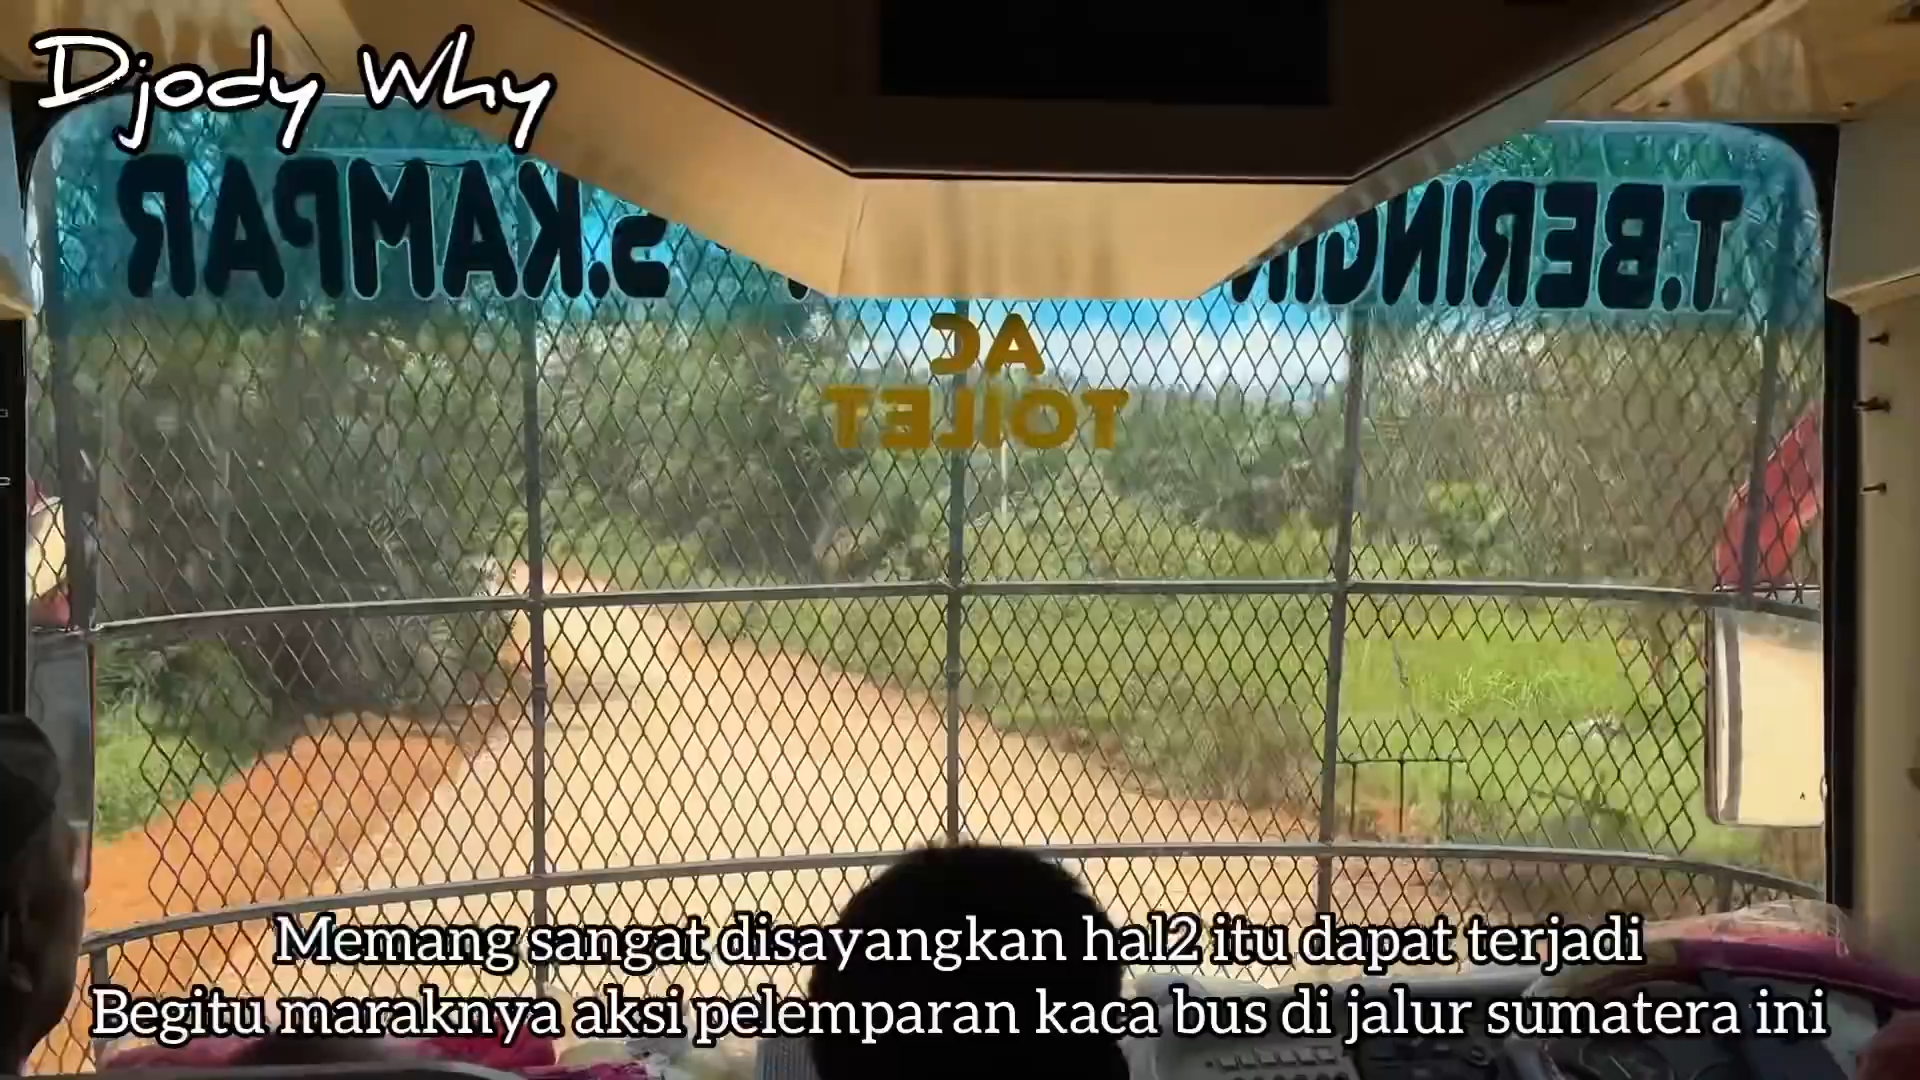 Djody Why
S.KAMPAR
T.BERINGIN
AC
TOILET
Memang sangat disayangkan hal2 itu dapat terjadi
Begitu maraknya aksi pelemparan kaca bus di jalur sumatera ini